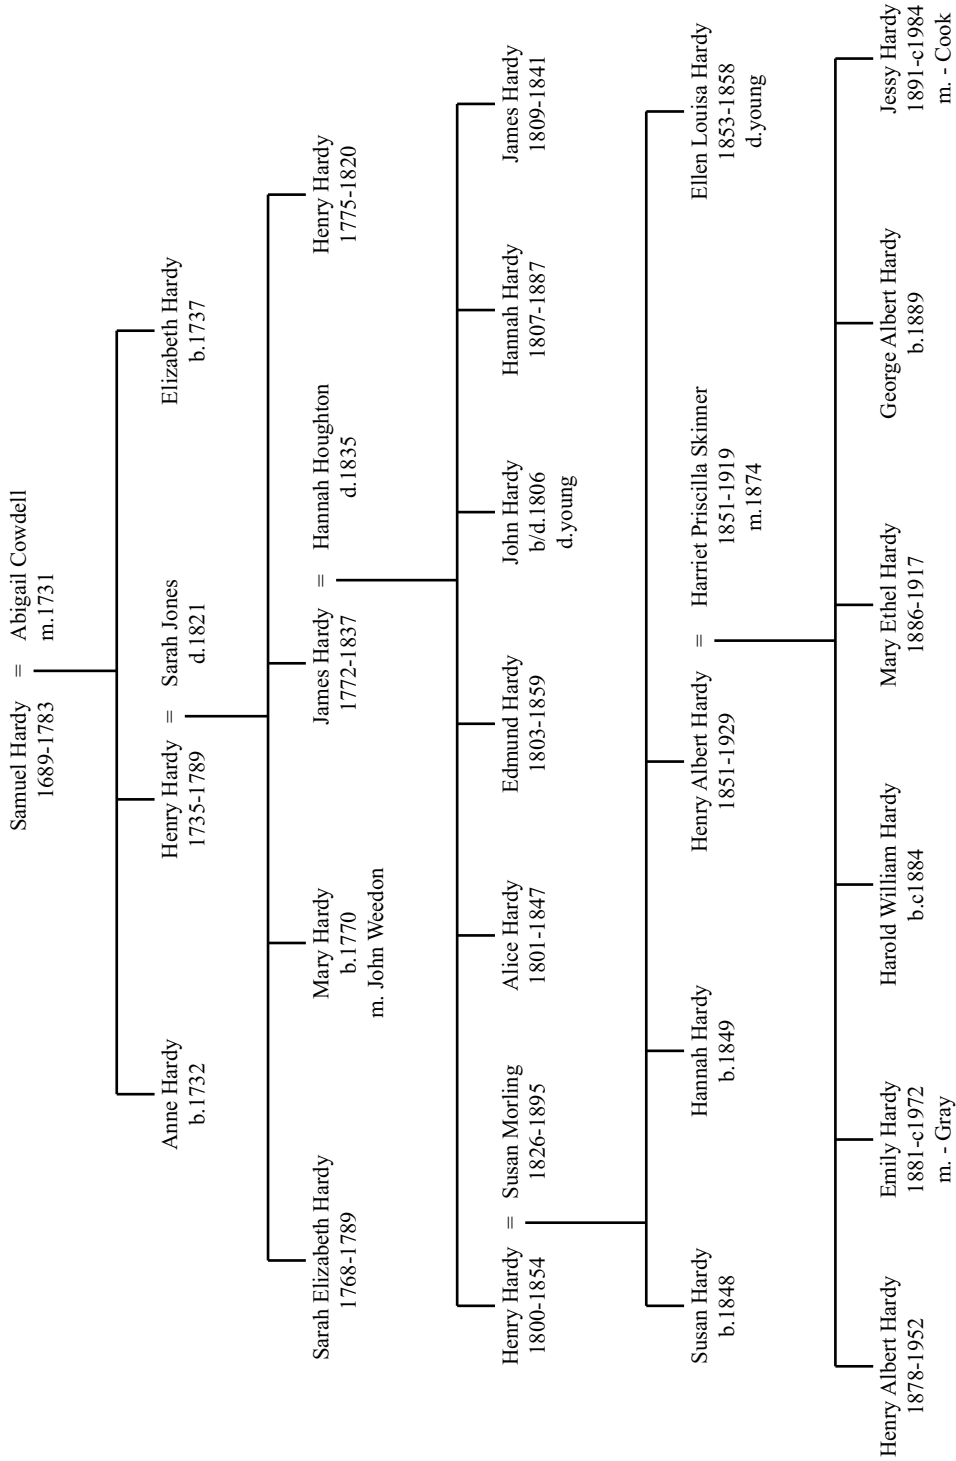 Samuel Hardy = Abigail Cowdell
1689-1783 m.1731
Anne Hardy
b.1732
Henry Hardy = Sarah Jones
1735-1789 d.1821
Elizabeth Hardy
b.1737
Sarah Elizabeth Hardy
1768-1789
Mary Hardy
b.1770
m. John Weedon
James Hardy = Hannah Houghton
1772-1837 d.1835
Henry Hardy
1775-1820
Henry Hardy = Susan Morling
1800-1854 1826-1895
Alice Hardy
1801-1847
Edmund Hardy
1803-1859
John Hardy
b/d.1806
d.young
Hannah Hardy
1807-1887
James Hardy
1809-1841
Susan Hardy
b.1848
Hannah Hardy
b.1849
Henry Albert Hardy = Harriet Priscilla Skinner
1851-1929 1851-1919
m.1874
Ellen Louisa Hardy
1853-1858
d.young
Henry Albert Hardy
1878-1952
Emily Hardy
1881-c1972
m. - Gray
Harold William Hardy
b.c1884
Mary Ethel Hardy
1886-1917
George Albert Hardy
b.1889
Jessy Hardy
1891-c1984
m. - Cook